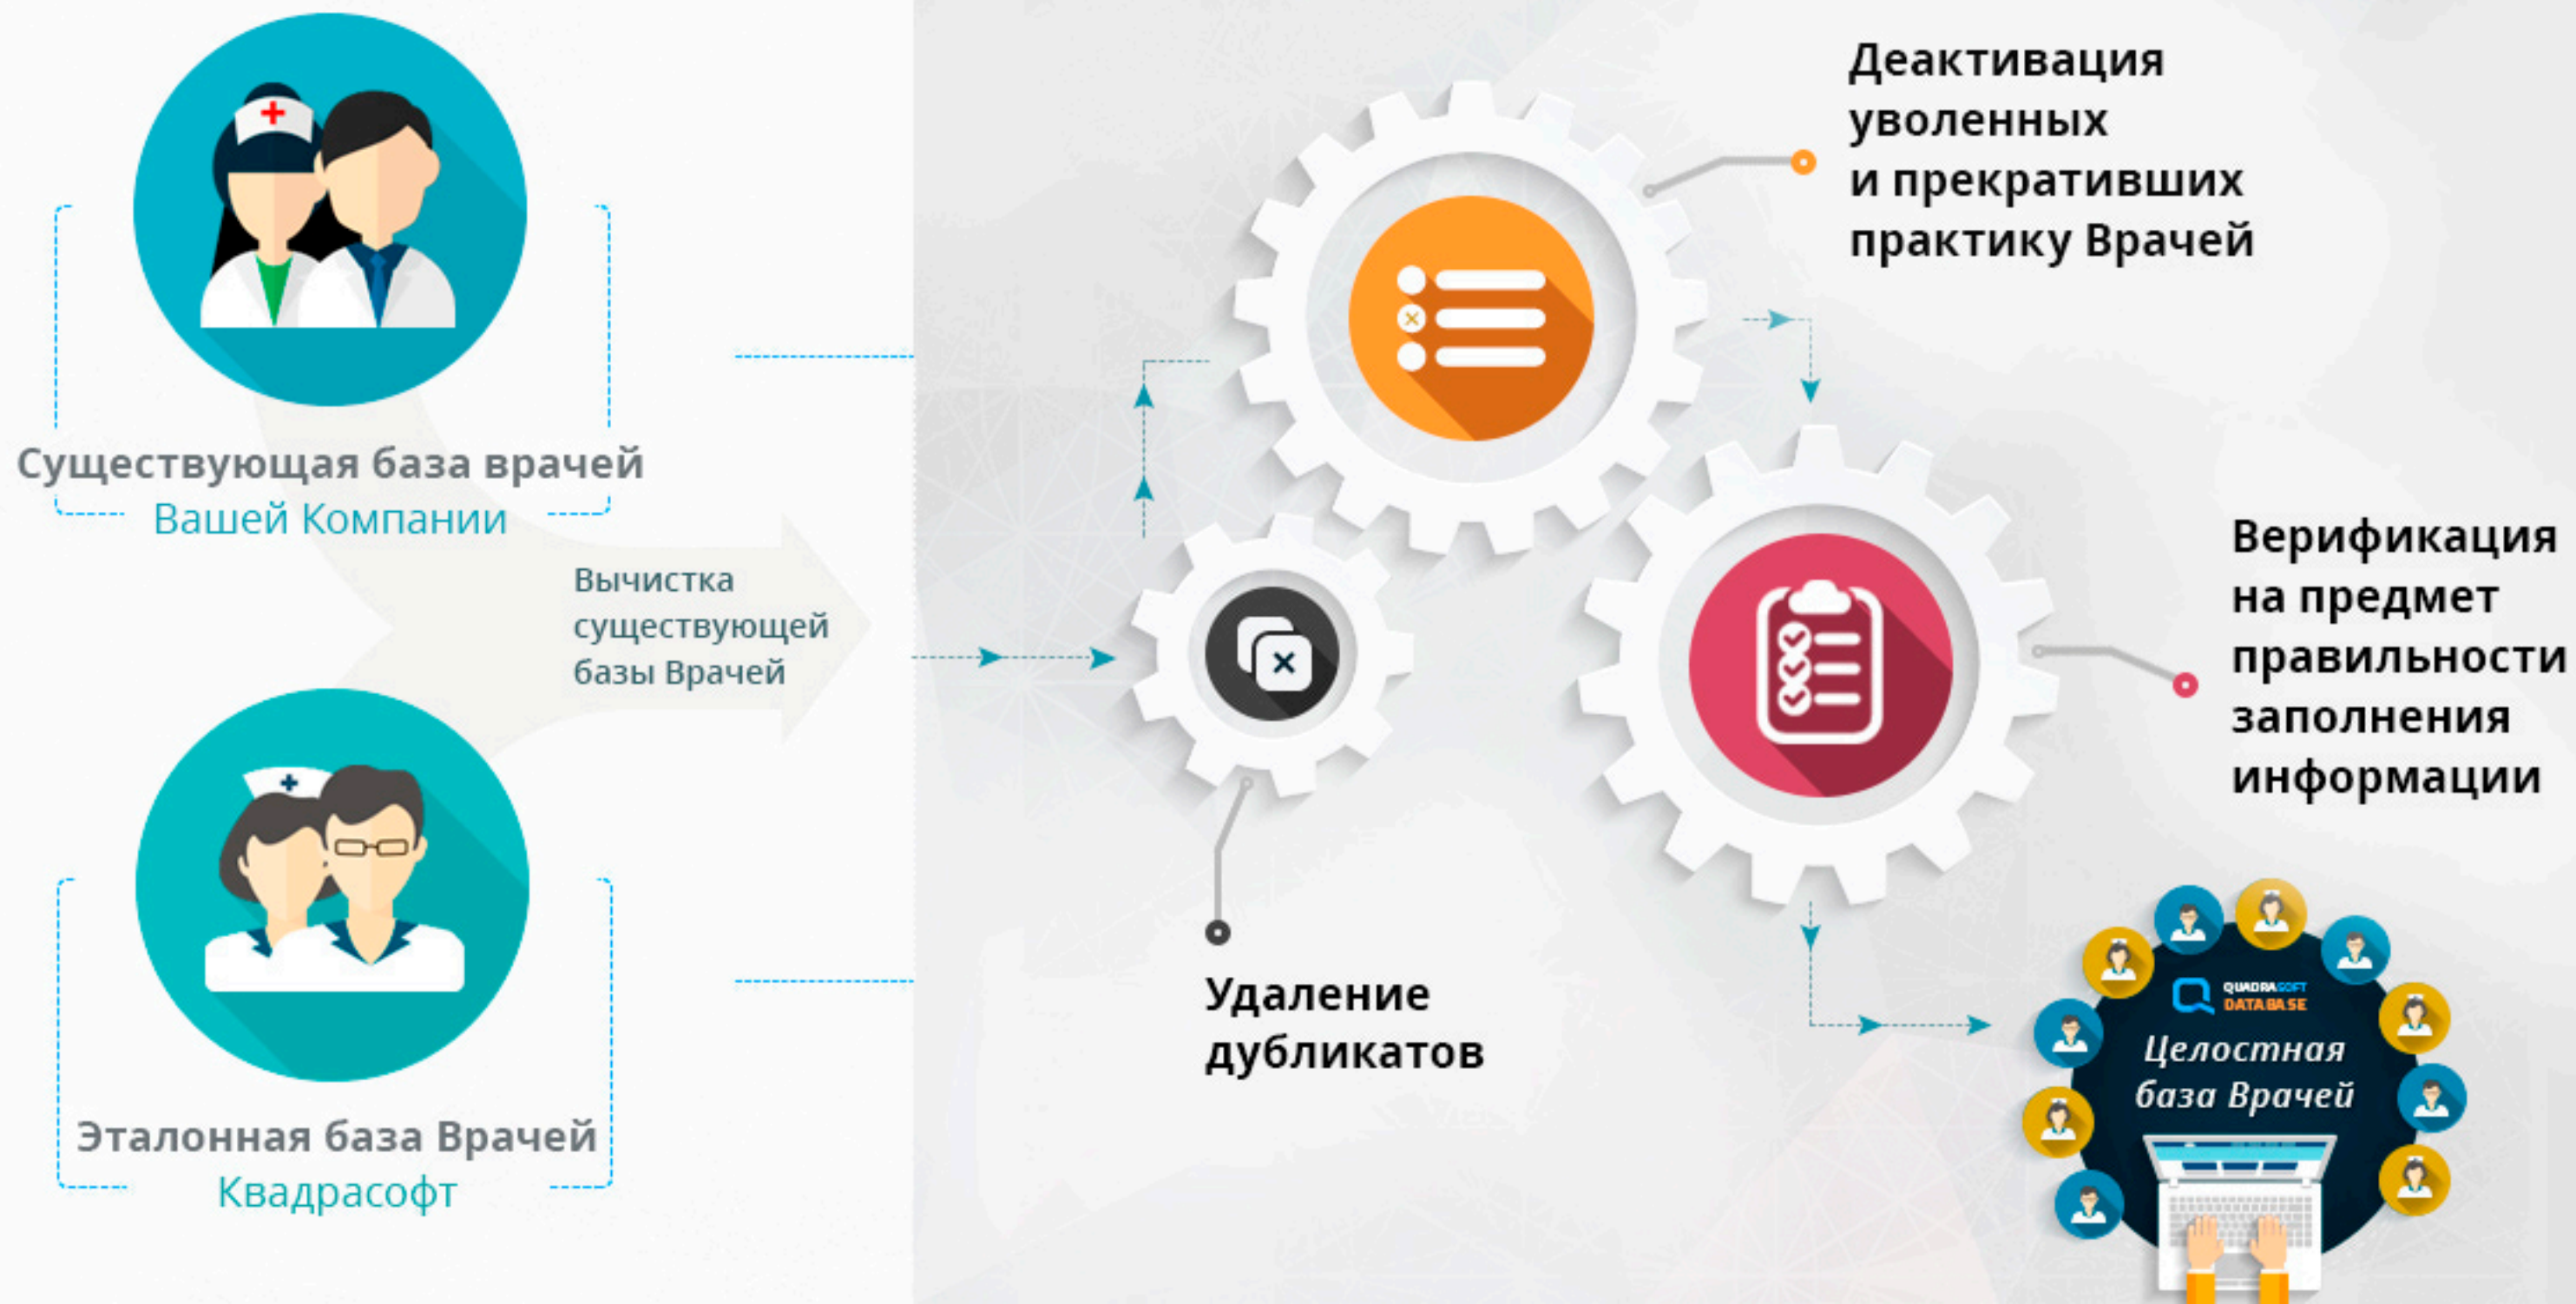 Существующая база врачей
Вашей Компании
Вычистка
существующей
базы Врачей
Эталонная база Врачей
Квадрасофт
Деактивация
уволенных
и прекративших
практику Врачей
Верификация
на предмет
правильности
заполнения
информации
Удаление
дубликатов
QUADRASOFT
DATABASE
Целостная
база Врачей